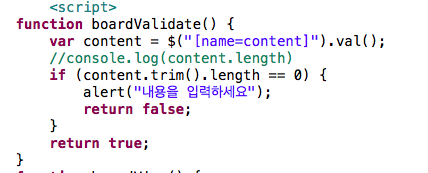 <script>
function boardValidate() {
    var content = $("[name=content]").val();
    //console.log(content.length)
    if (content.trim().length == 0) {
        alert("내용을 입력하세요");
        return false;
    }
    return true;
}